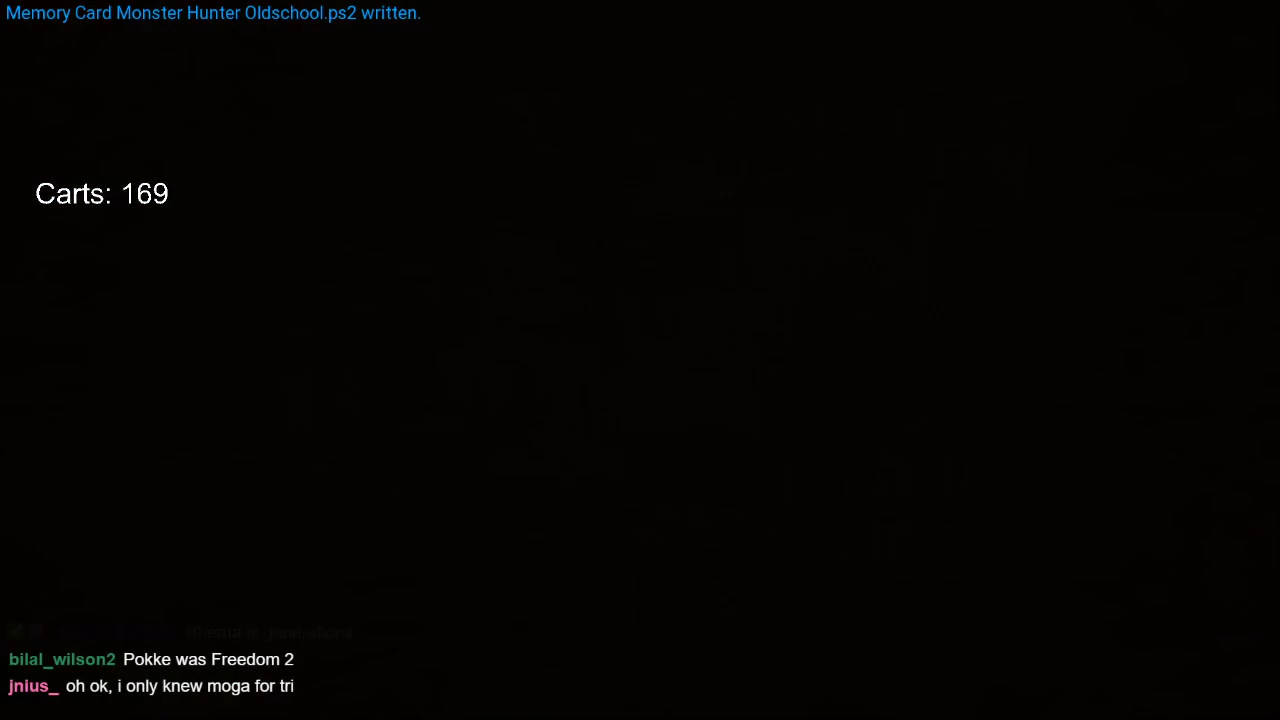 Memory Card Monster Hunter Oldschool.ps2 written.
Carts: 169
bilal_wilson2 Pokke was Freedom 2
jnius_ oh ok, i only knew moga for tri